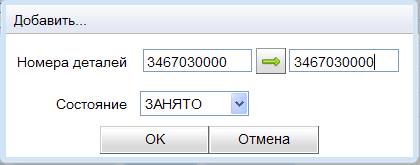 Добавить...
Номера деталей 3467030000 3467030000
Состояние ЗАНЯТО
OK Отмена